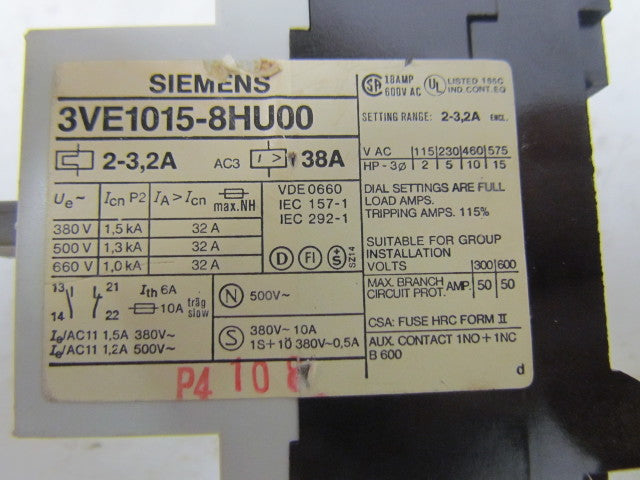 SIEMENS
3VE1015-8HU00
2-3,2A AC3 I > 38A
Ue~ Icn P2 IA>Icn max.NH
380 V 1,5 kA 32 A
500 V 1,3 kA 32 A
660 V 1,0 kA 32 A
VDE 0660
IEC 157-1
IEC 292-1
D FI S SZ14
13 21 Ith 6A
14 22 10A träg slow
Ie/AC11 1,5A 380V~
Ie/AC11 1,2A 500V~
N 500V~
S 380V~ 10A
1S+1Ö 380V~0,5A
P4 10
SA 18AMP 600V AC UL LISTED 165C
IND. CONT. EQ
SETTING RANGE: 2-3,2A ENCL.
V AC 115 230 460 575
HP - 3ø 2 5 10 15
DIAL SETTINGS ARE FULL
LOAD AMPS.
TRIPPING AMPS. 115%
SUITABLE FOR GROUP
INSTALLATION
VOLTS 300 600
MAX. BRANCH
CIRCUIT PROT. AMP. 50 50
CSA: FUSE HRC FORM II
AUX. CONTACT 1NO + 1NC
B 600
d